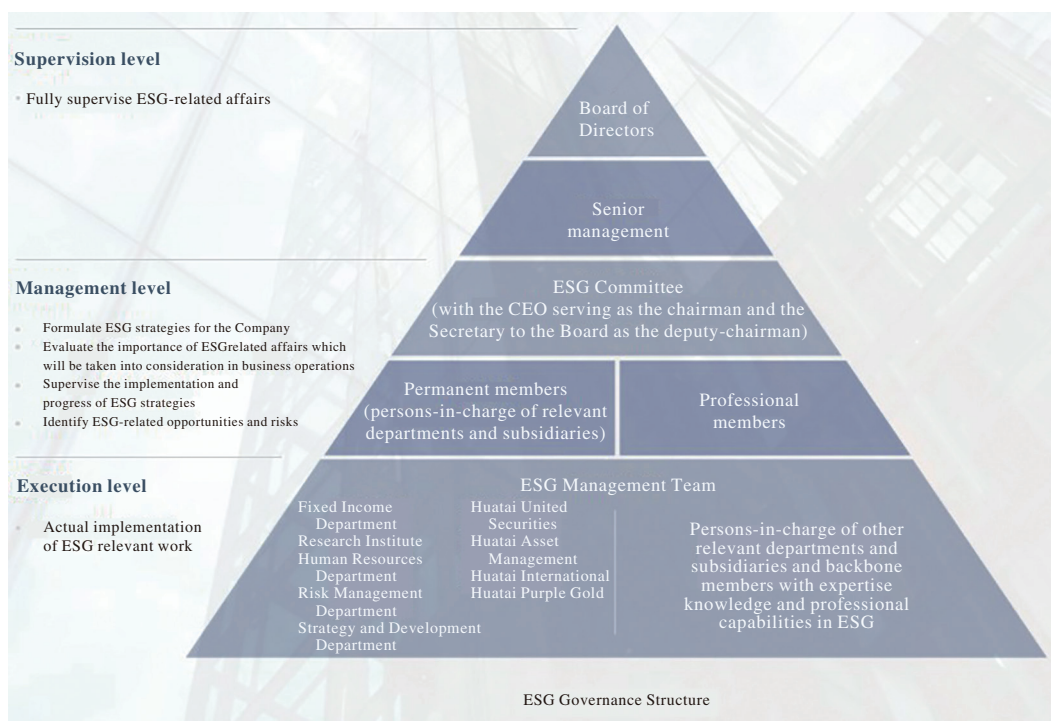 Supervision level
Fully supervise ESG-related affairs
Board of
Directors
Senior
management
Management level
Formulate ESG strategies for the Company
Evaluate the importance of ESGrelated affairs which
will be taken into consideration in business operations
Supervise the implementation and
progress of ESG strategies
Identify ESG-related opportunities and risks
ESG Committee
(with the CEO serving as the chairman and the
Secretary to the Board as the deputy-chairman)
Permanent members
(persons-in-charge of relevant
departments and subsidiaries)
Professional
members
Execution level
Actual implementation
of ESG relevant work
ESG Management Team
Fixed Income
Department
Research Institute
Human Resources
Department
Risk Management
Department
Strategy and Development
Department
Huatai United
Securities
Huatai Asset
Management
Huatai International
Huatai Purple Gold
Persons-in-charge of other
relevant departments and
subsidiaries and backbone
members with expertise
knowledge and professional
capabilities in ESG
ESG Governance Structure